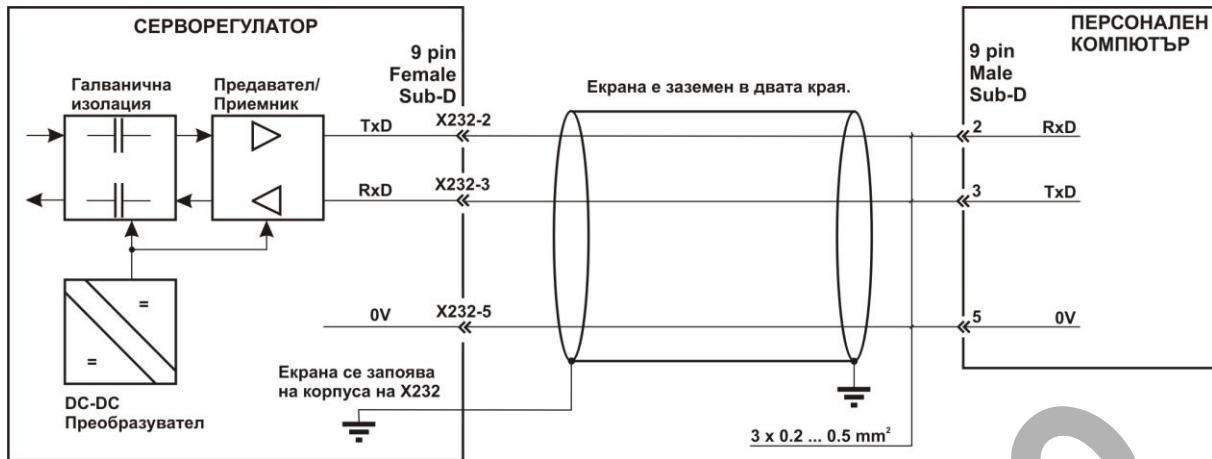 СЕРВОРЕГУЛАТОР
9 pin
Female
Sub-D
Галванична
изолация
Предавател/
Приемник
TxD
X232-2
RxD
X232-3
0V
X232-5
=
=
DC-DC
Преобразувател
Екрана се запоява
на корпуса на X232
Екрана е заземен в двата края.
3 x 0.2 ... 0.5 mm²
ПЕРСОНАЛЕН
КОМПЮТЪР
9 pin
Male
Sub-D
2
RxD
3
TxD
5
0V